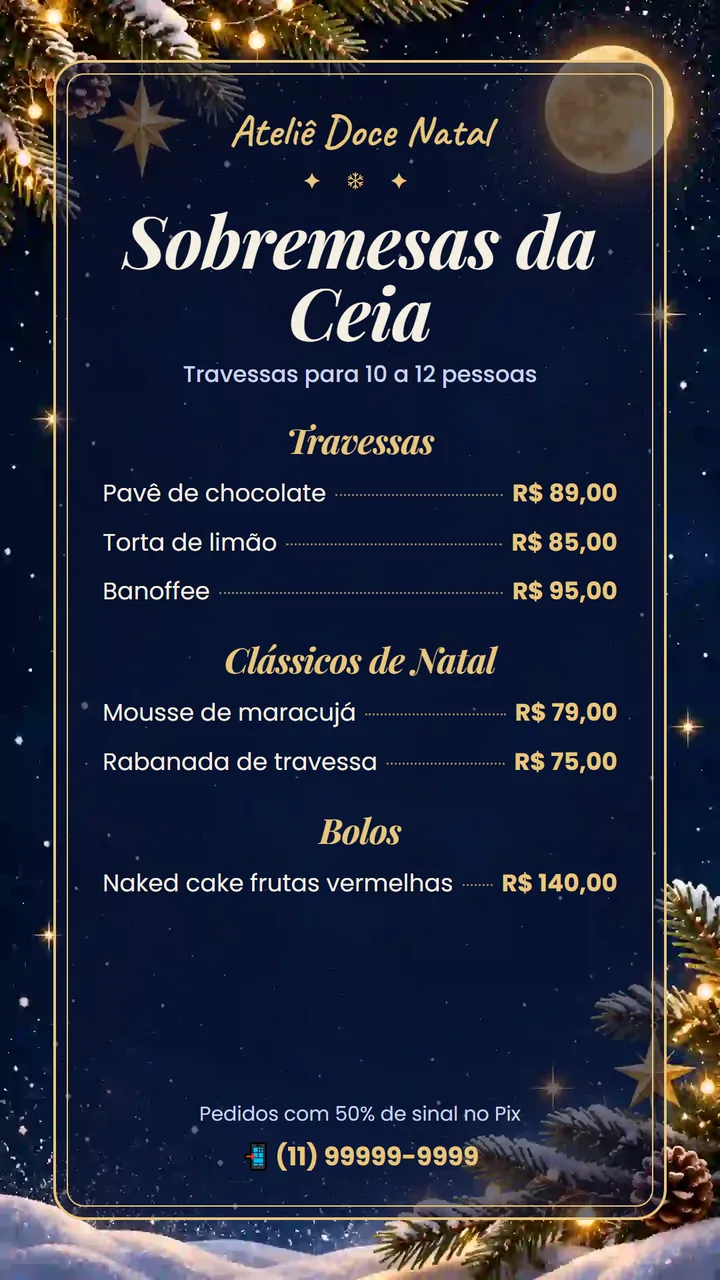 Ateliê Doce Natal
Sobremesas da
Ceia
Travessas para 10 a 12 pessoas
Travessas
Pavê de chocolate R$ 89,00
Torta de limão R$ 85,00
Banoffee R$ 95,00
Clássicos de Natal
Mousse de maracujá R$ 79,00
Rabanada de travessa R$ 75,00
Bolos
Naked cake frutas vermelhas R$ 140,00
Pedidos com 50% de sinal no Pix
(11) 99999-9999